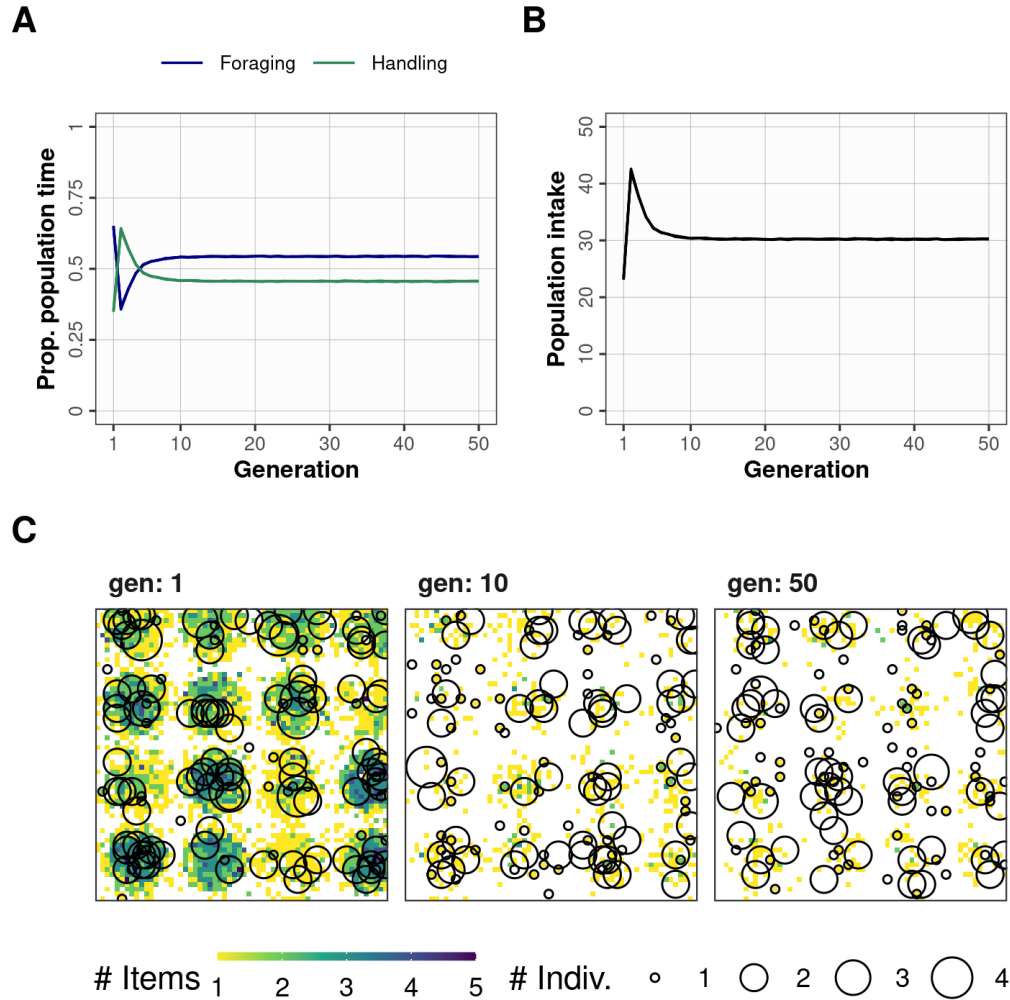 A
B
Foraging Handling
Prop. population time
0 0.25 0.5 0.75 1
1 10 20 30 40 50
Generation
Population intake
0 10 20 30 40 50
1 10 20 30 40 50
Generation
C
gen: 1
gen: 10
gen: 50
# Items 1 2 3 4 5
# Indiv. 1 2 3 4